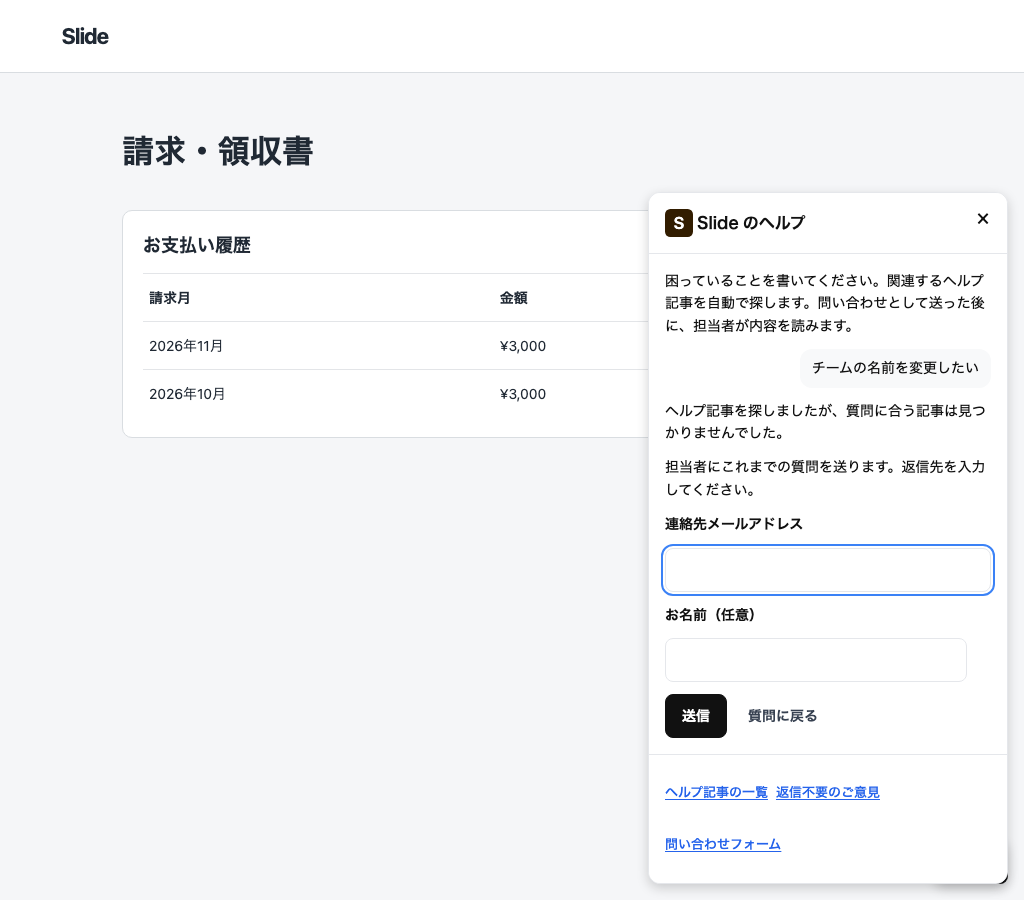 Slide
請求・領収書
お支払い履歴
請求月 金額
2026年11月 ¥3,000
2026年10月 ¥3,000
S Slide のヘルプ ×
困っていることを書いてください。関連するヘルプ
記事を自動で探します。問い合わせとして送った後
に、担当者が内容を読みます。
チームの名前を変更したい
ヘルプ記事を探しましたが、質問に合う記事は見つ
かりませんでした。
担当者にこれまでの質問を送ります。返信先を入力
してください。
連絡先メールアドレス
お名前（任意）
送信 質問に戻る
ヘルプ記事の一覧 返信不要のご意見
問い合わせフォーム